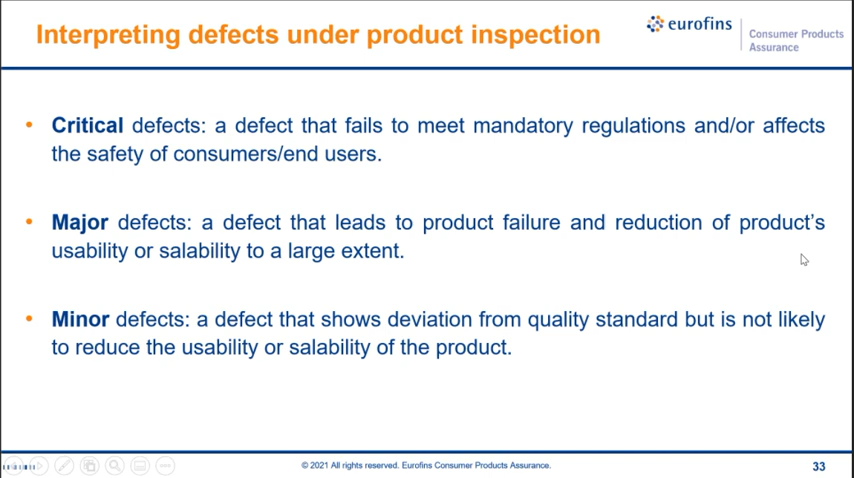 Interpreting defects under product inspection
eurofins
Consumer Products
Assurance
• Critical defects: a defect that fails to meet mandatory regulations and/or affects
the safety of consumers/end users.
• Major defects: a defect that leads to product failure and reduction of product’s
usability or salability to a large extent.
• Minor defects: a defect that shows deviation from quality standard but is not likely
to reduce the usability or salability of the product.
© 2021 All rights reserved. Eurofins Consumer Products Assurance.
33